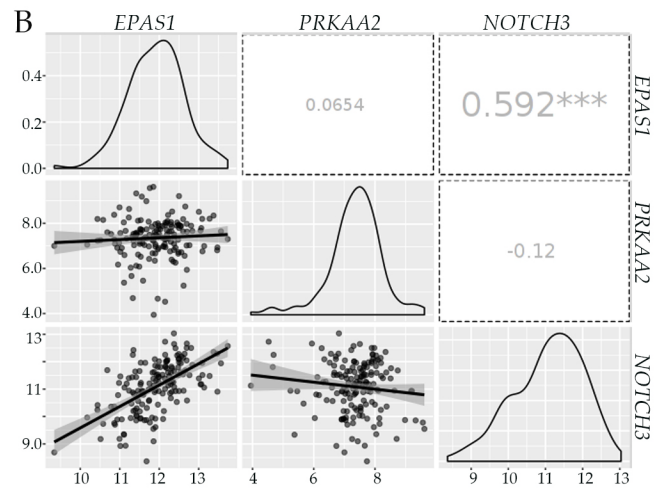 B
EPAS1 PRKAA2 NOTCH3
0.4
0.2
0.0
0.0654
0.592***
EPAS1
8.0
6.0
4.0
-0.12
PRKAA2
13
11
9.0
NOTCH3
10 11 12 13
4 6 8
9 10 11 12 13